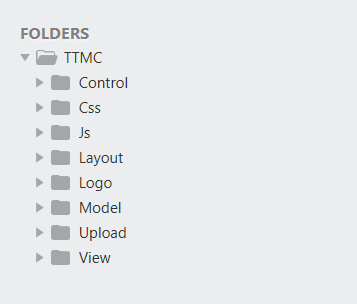 FOLDERS
TTMC
Control
Css
Js
Layout
Logo
Model
Upload
View